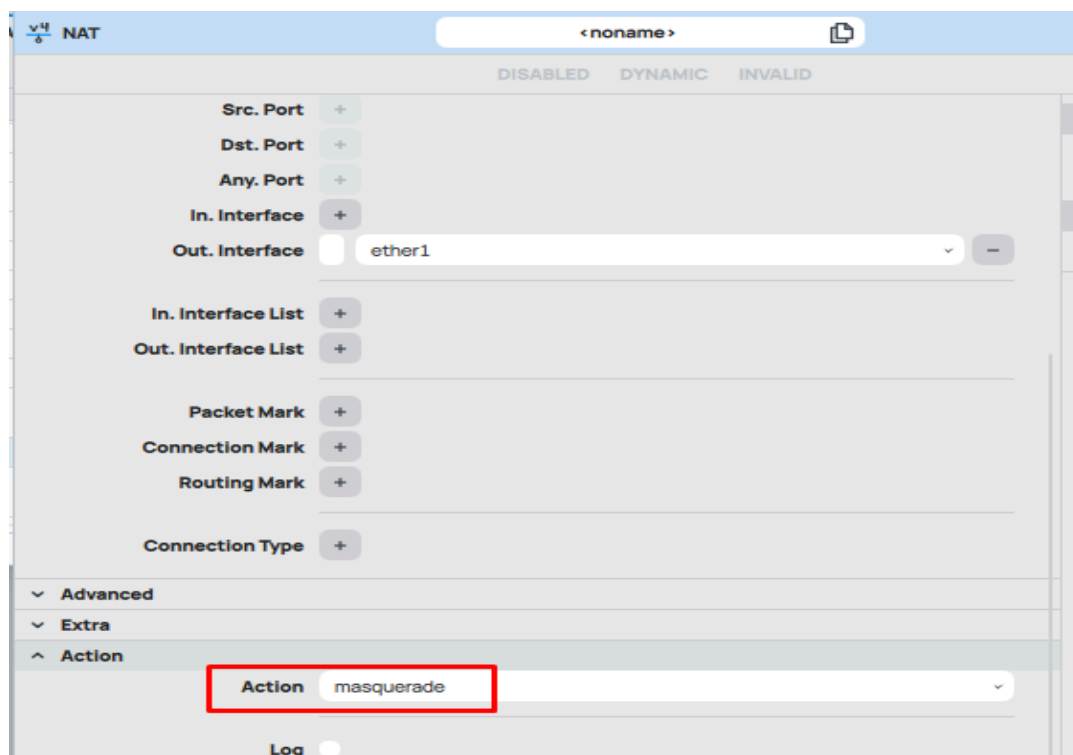 NAT <noname>
DISABLED DYNAMIC INVALID
Src. Port +
Dst. Port +
Any. Port +
In. Interface +
Out. Interface ether1 −
In. Interface List +
Out. Interface List +
Packet Mark +
Connection Mark +
Routing Mark +
Connection Type +
Advanced
Extra
Action
Action masquerade
Log